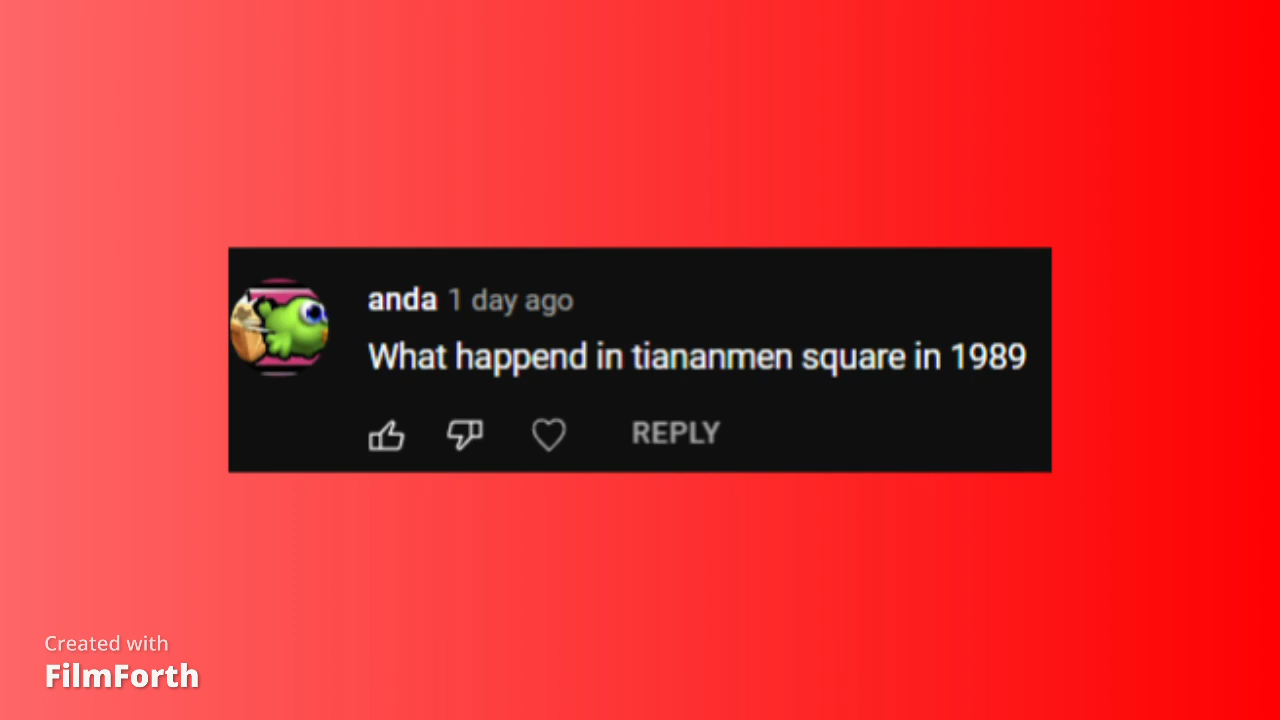 anda 1 day ago
What happend in tiananmen square in 1989
REPLY
Created with
FilmForth